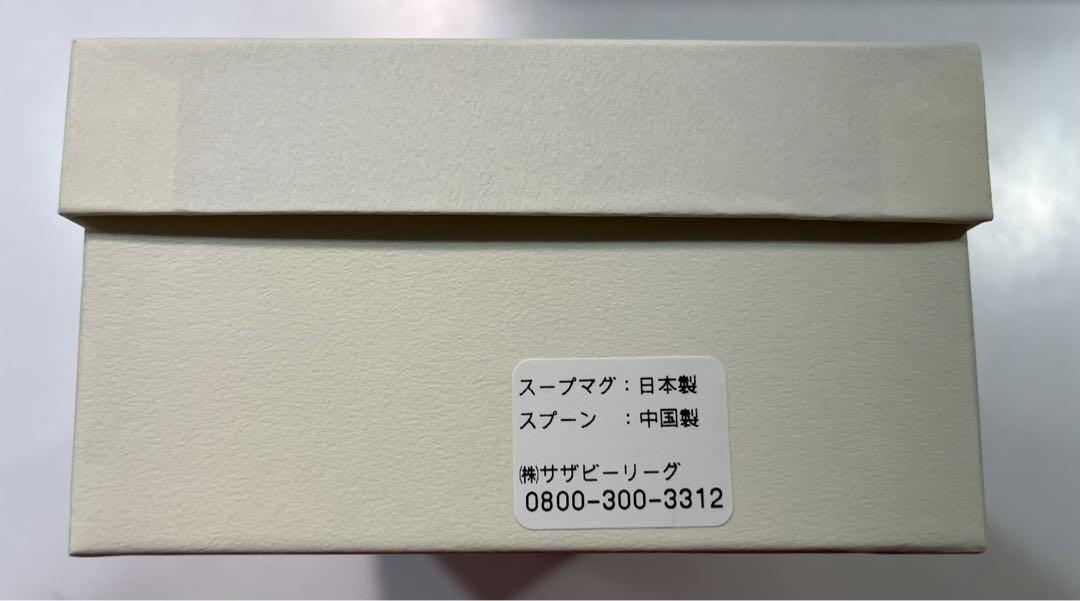 スープマグ：日本製
スプーン　：中国製
㈱サザビーリーグ
0800-300-3312